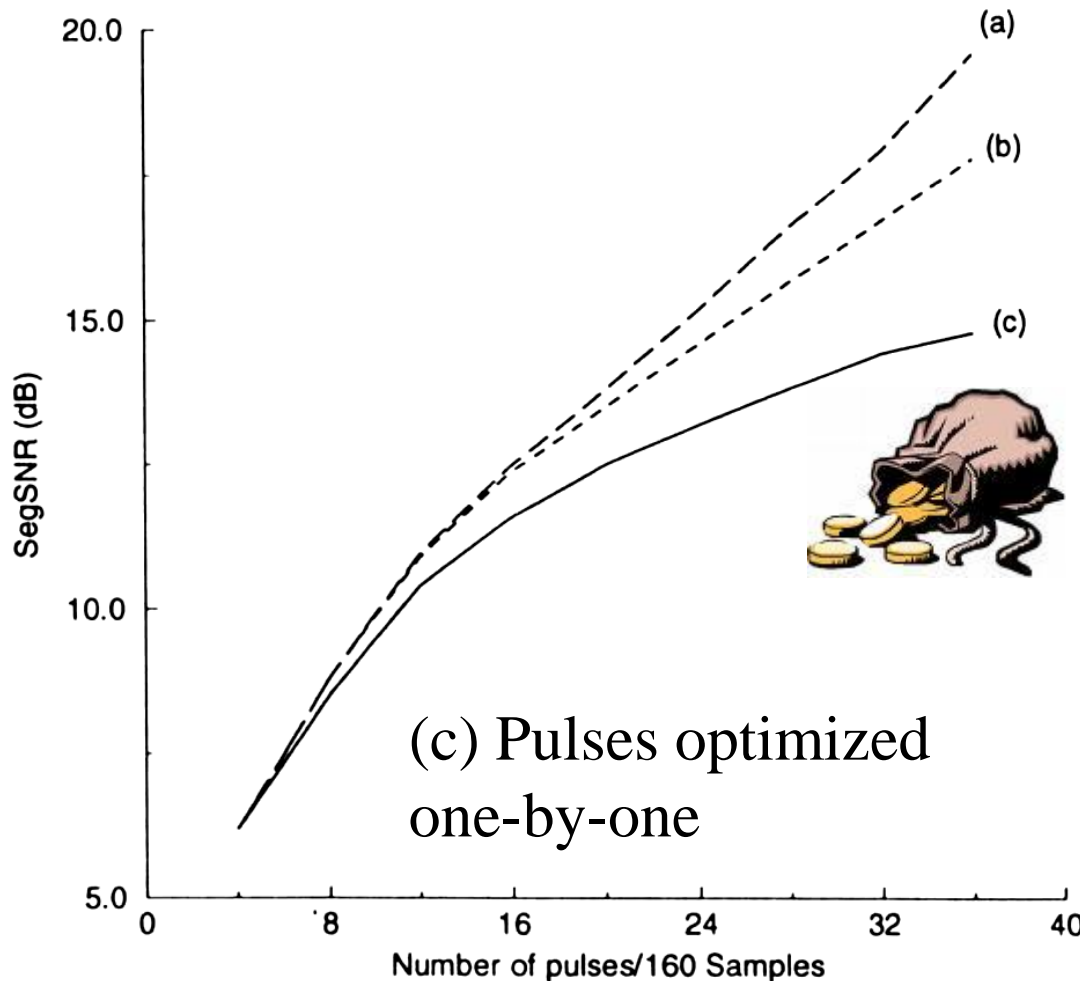 20.0
(a)
(b)
15.0
(c)
SegSNR (dB)
10.0
(c) Pulses optimized
one-by-one
5.0
0 8 16 24 32 40
Number of pulses/160 Samples